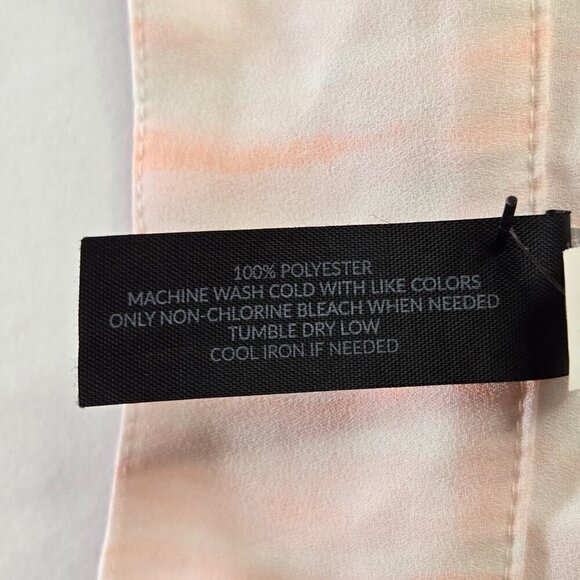 100% POLYESTER
MACHINE WASH COLD WITH LIKE COLORS
ONLY NON-CHLORINE BLEACH WHEN NEEDED
TUMBLE DRY LOW
COOL IRON IF NEEDED